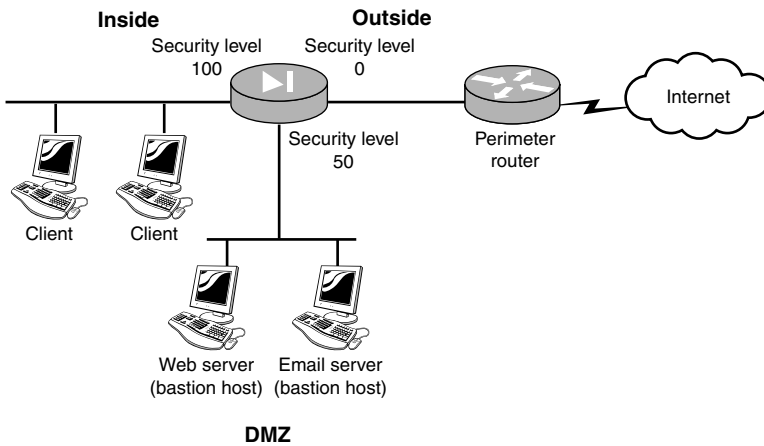 Inside
Outside
Security level
100
Security level
0
Internet
Security level
50
Perimeter
router
Client
Client
Web server
(bastion host)
Email server
(bastion host)
DMZ